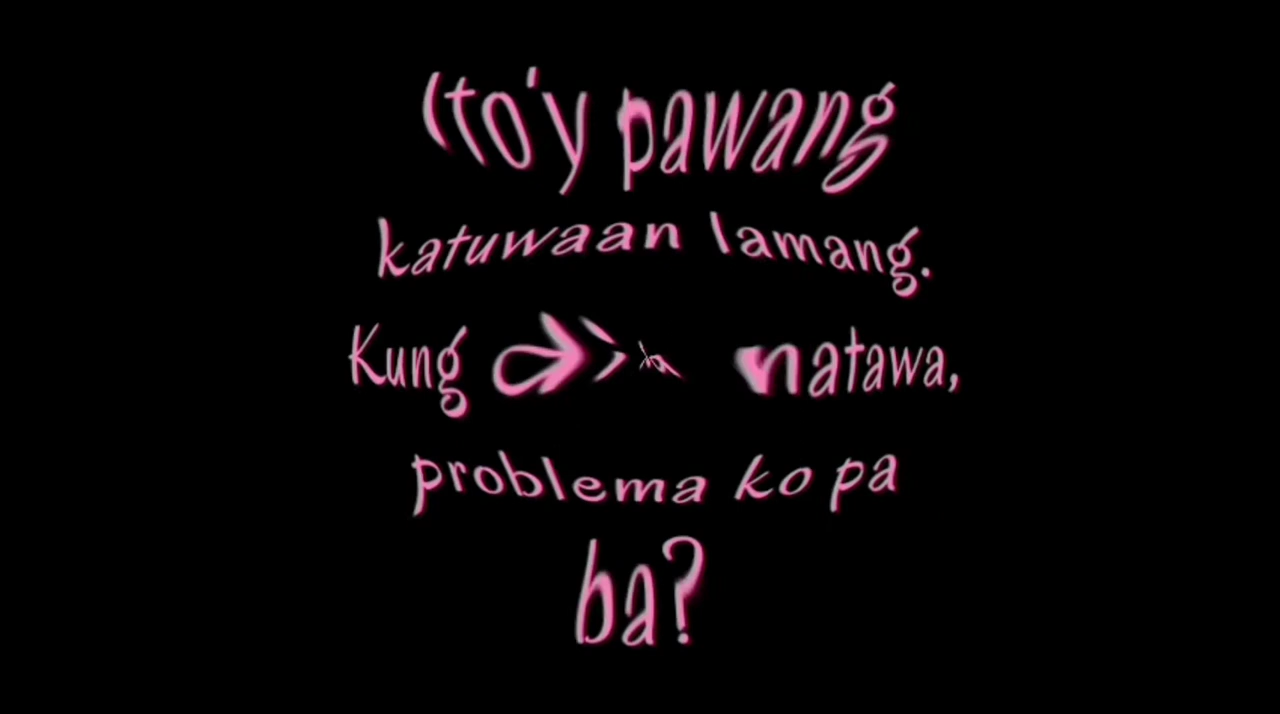 Ito'y pawang
katuwaan lamang.
Kung natawa,
problema ko pa
ba?